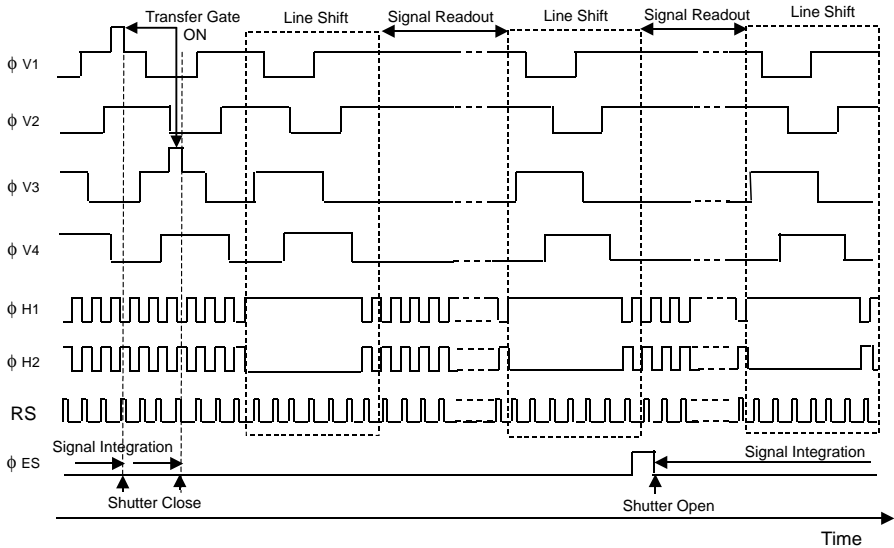 Transfer Gate
ON
Line Shift
Signal Readout
Line Shift
Signal Readout
Line Shift
ϕ V1
ϕ V2
ϕ V3
ϕ V4
ϕ H1
ϕ H2
RS
Signal Integration
ϕ ES
Signal Integration
Shutter Close
Shutter Open
Time